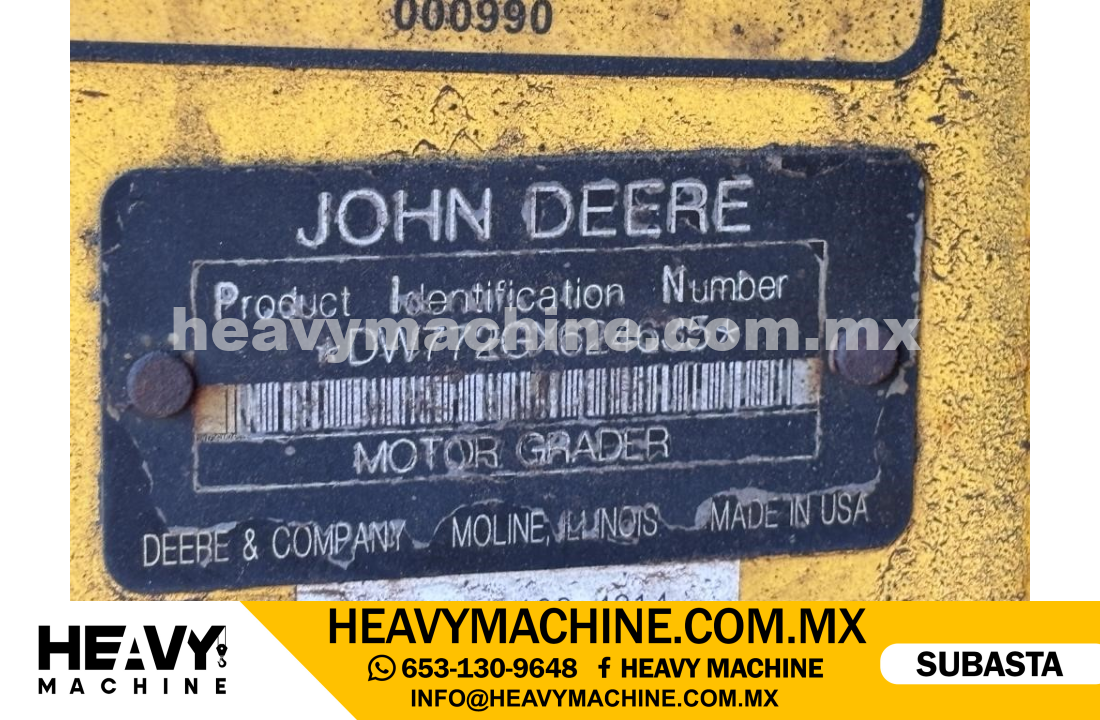 000990
JOHN DEERE
Product Identification Number
heavymachine.com.mx
MOTOR GRADER
DEERE & COMPANY MOLINE, ILLINOIS MADE IN USA
HEAVY
MACHINE
HEAVYMACHINE.COM.MX
653-130-9648 f HEAVY MACHINE
INFO@HEAVYMACHINE.COM.MX
SUBASTA